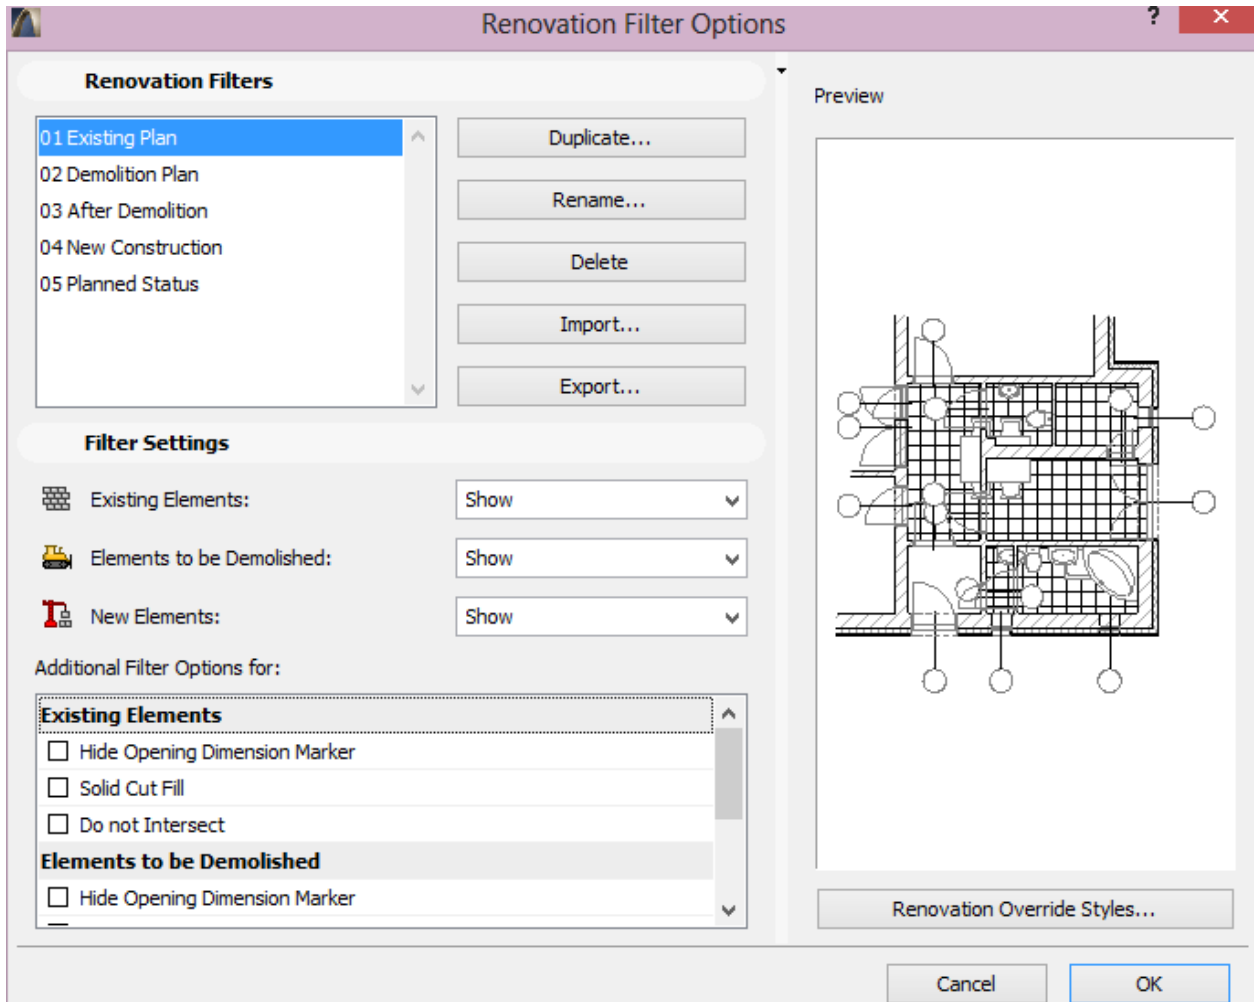 Renovation Filter Options
?
Renovation Filters
01 Existing Plan
02 Demolition Plan
03 After Demolition
04 New Construction
05 Planned Status
Duplicate...
Rename...
Delete
Import...
Export...
Filter Settings
Existing Elements:
Show
Elements to be Demolished:
Show
New Elements:
Show
Additional Filter Options for:
Existing Elements
Hide Opening Dimension Marker
Solid Cut Fill
Do not Intersect
Elements to be Demolished
Hide Opening Dimension Marker
Preview
Renovation Override Styles...
Cancel
OK